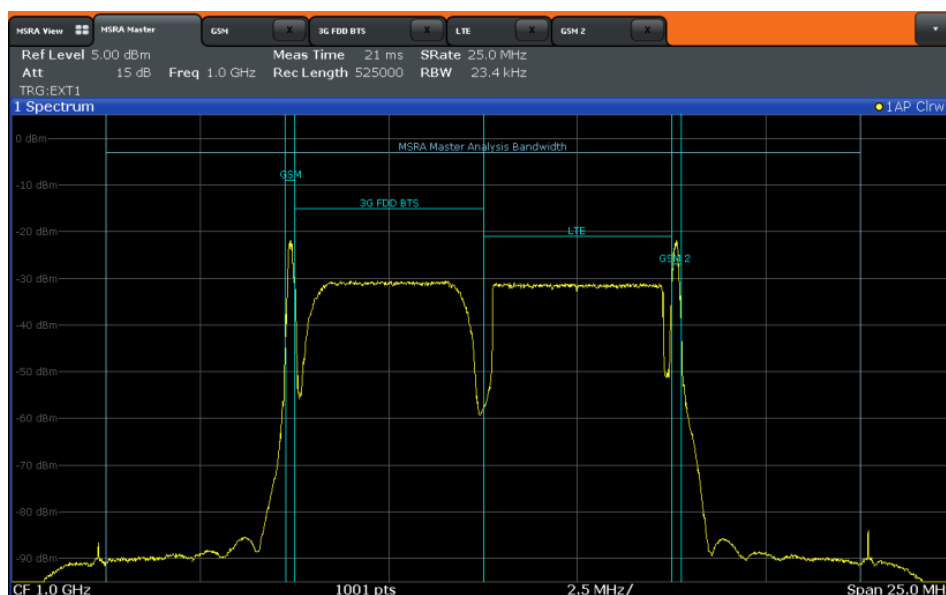 MSRA View MSRA Master GSM X 3G FDD BTS X LTE X GSM 2 X
Ref Level 5.00 dBm Meas Time 21 ms SRate 25.0 MHz
Att 15 dB Freq 1.0 GHz Rec Length 525000 RBW 23.4 kHz
TRG:EXT1
1 Spectrum 1AP Clrw
0 dBm
MSRA Master Analysis Bandwidth
GSM
-10 dBm
3G FDD BTS
-20 dBm
LTE
GSM 2
-30 dBm
-40 dBm
-50 dBm
-60 dBm
-70 dBm
-80 dBm
-90 dBm
CF 1.0 GHz 1001 pts 2.5 MHz/ Span 25.0 MH